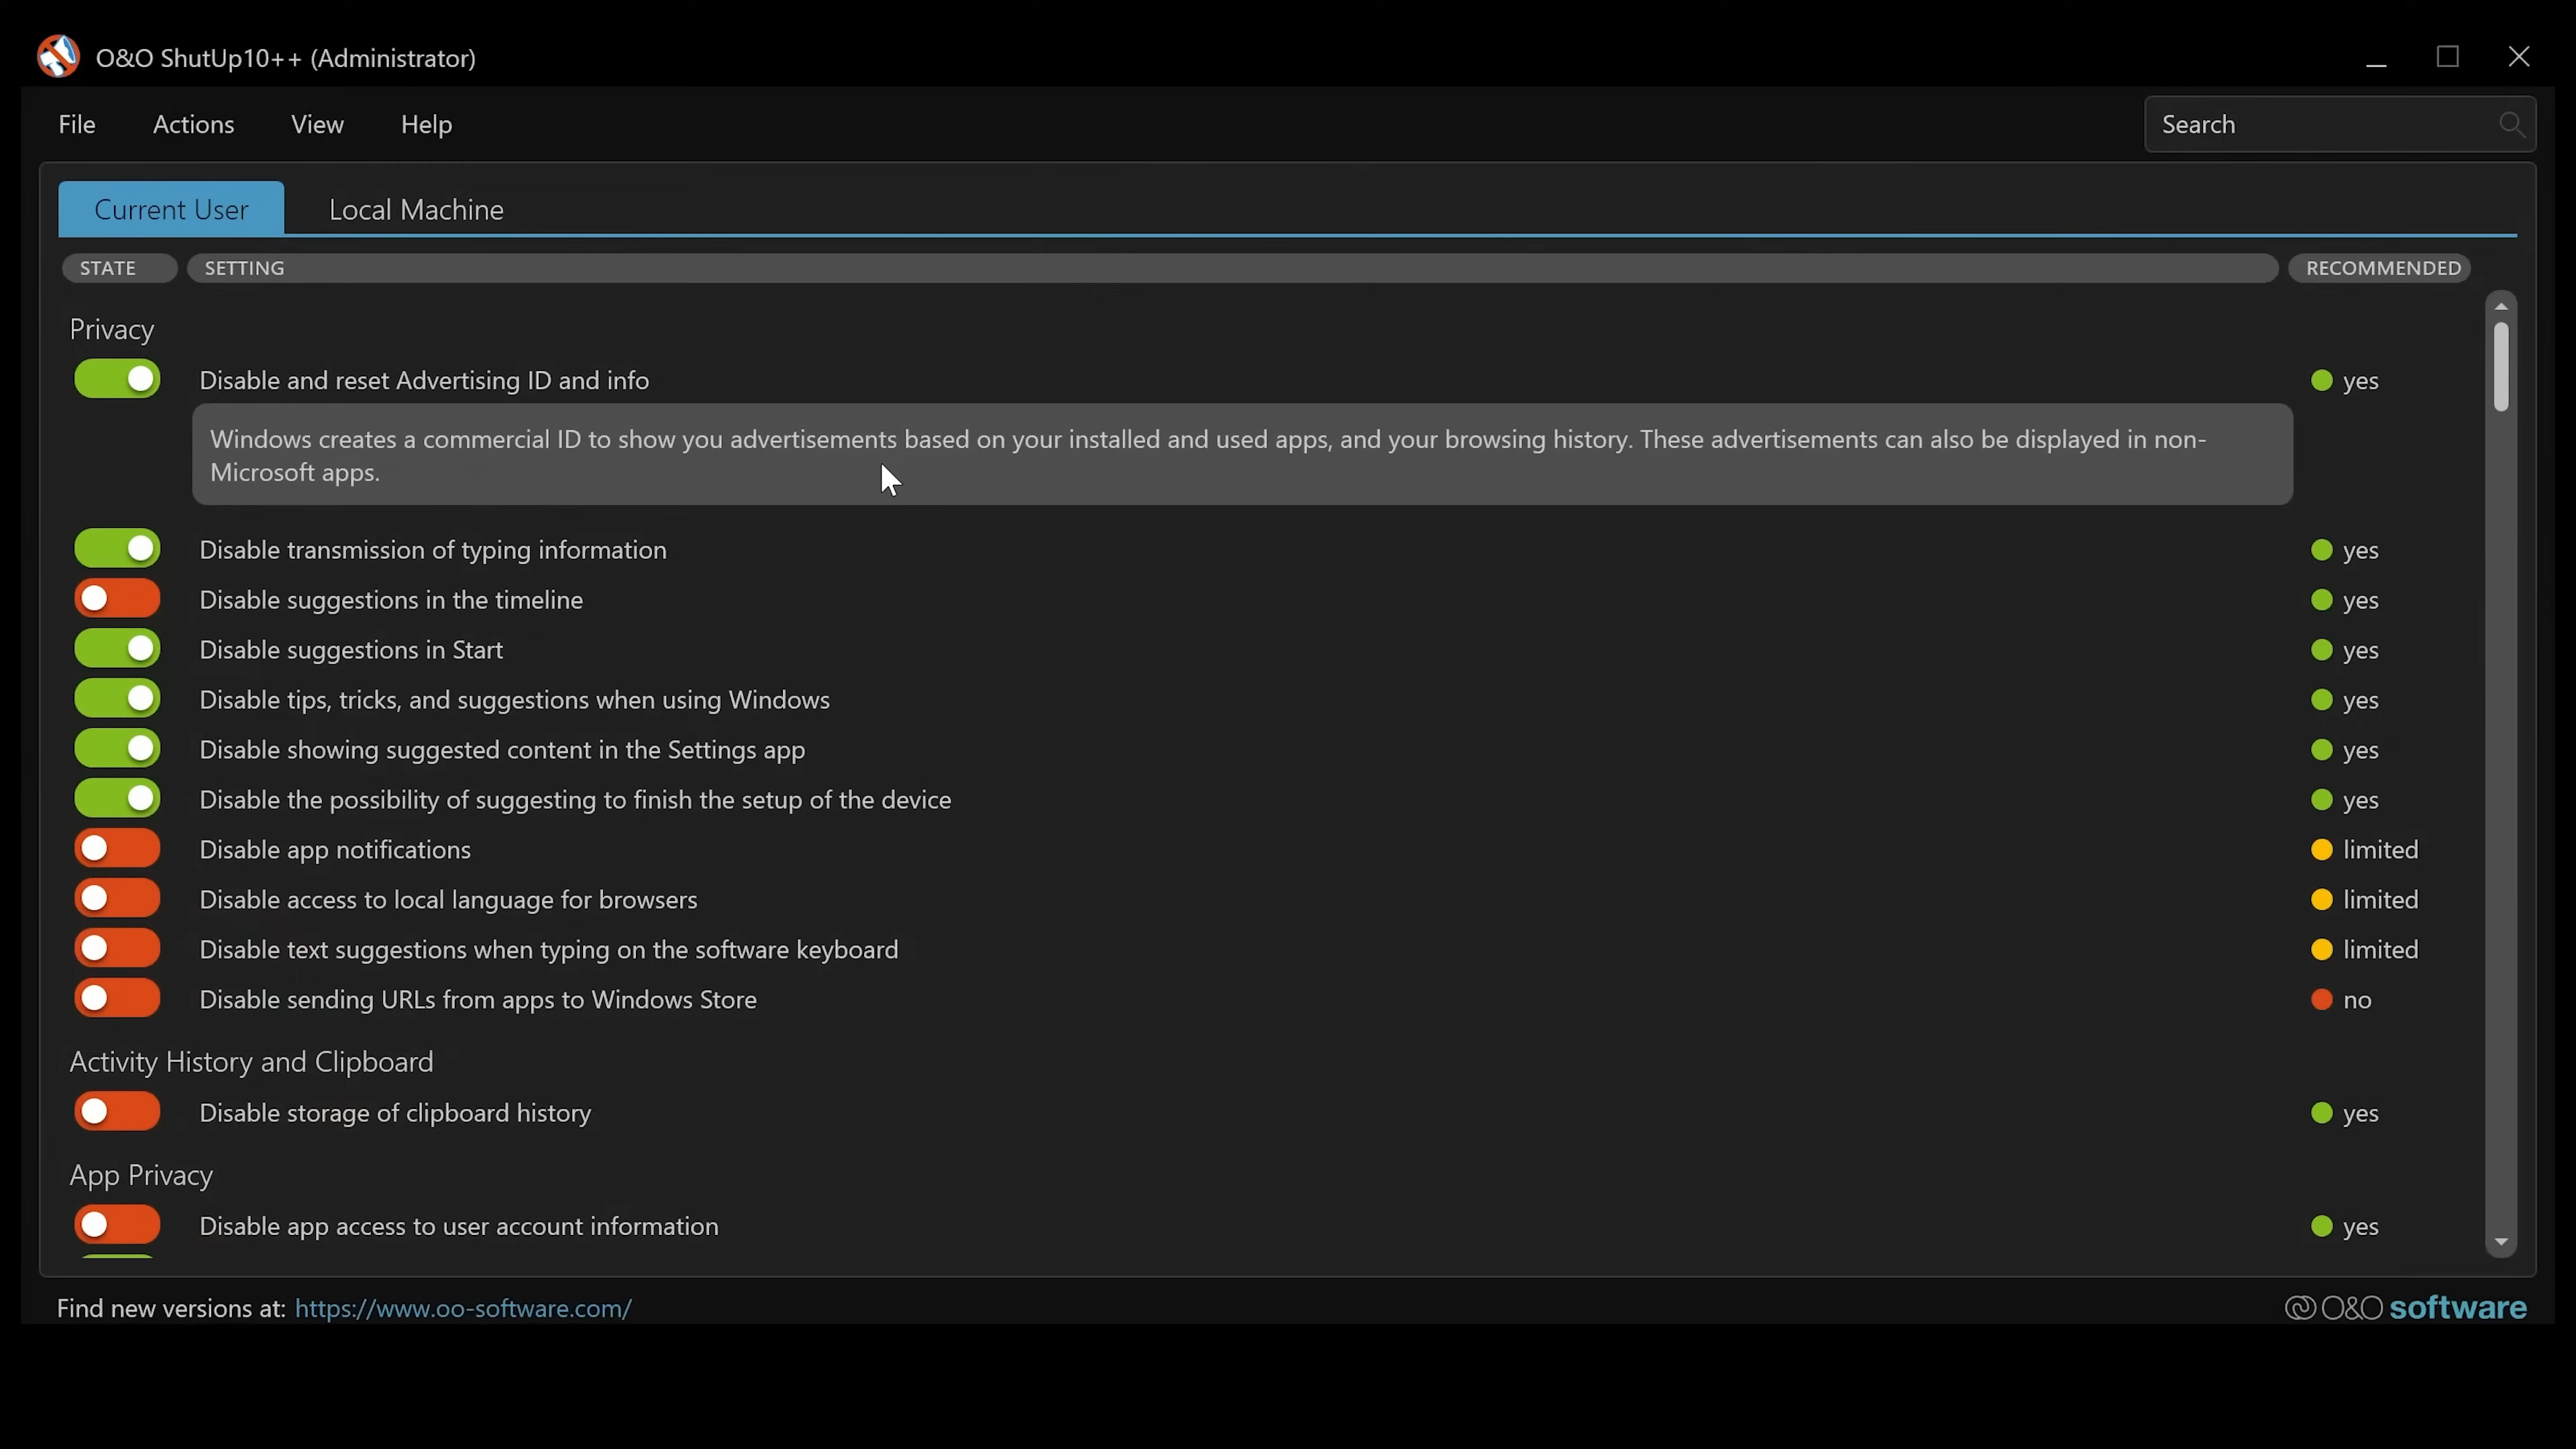 O&O ShutUp10++ (Administrator)
File Actions View Help Search
Current User Local Machine
STATE SETTING RECOMMENDED
Privacy
Disable and reset Advertising ID and info yes
Windows creates a commercial ID to show you advertisements based on your installed and used apps, and your browsing history. These advertisements can also be displayed in non-
Microsoft apps.
Disable transmission of typing information yes
Disable suggestions in the timeline yes
Disable suggestions in Start yes
Disable tips, tricks, and suggestions when using Windows yes
Disable showing suggested content in the Settings app yes
Disable the possibility of suggesting to finish the setup of the device yes
Disable app notifications limited
Disable access to local language for browsers limited
Disable text suggestions when typing on the software keyboard limited
Disable sending URLs from apps to Windows Store no
Activity History and Clipboard
Disable storage of clipboard history yes
App Privacy
Disable app access to user account information yes
Find new versions at: https://www.oo-software.com/ O&O software